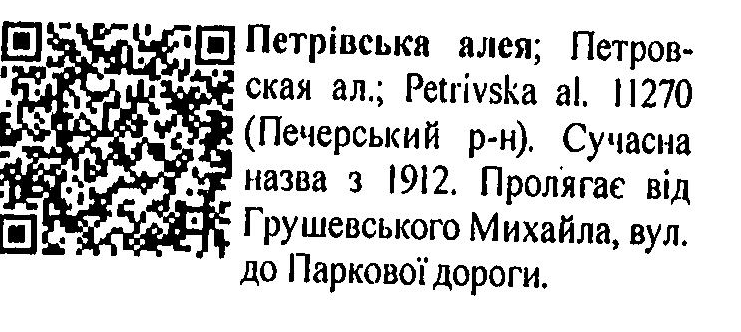 Петрівська алея; Петров-
ская ал.; Petrivska al. 11270
(Печерський р-н). Сучасна
назва з 1912. Пролягає від
Грушевського Михайла, вул.
до Паркової дороги.